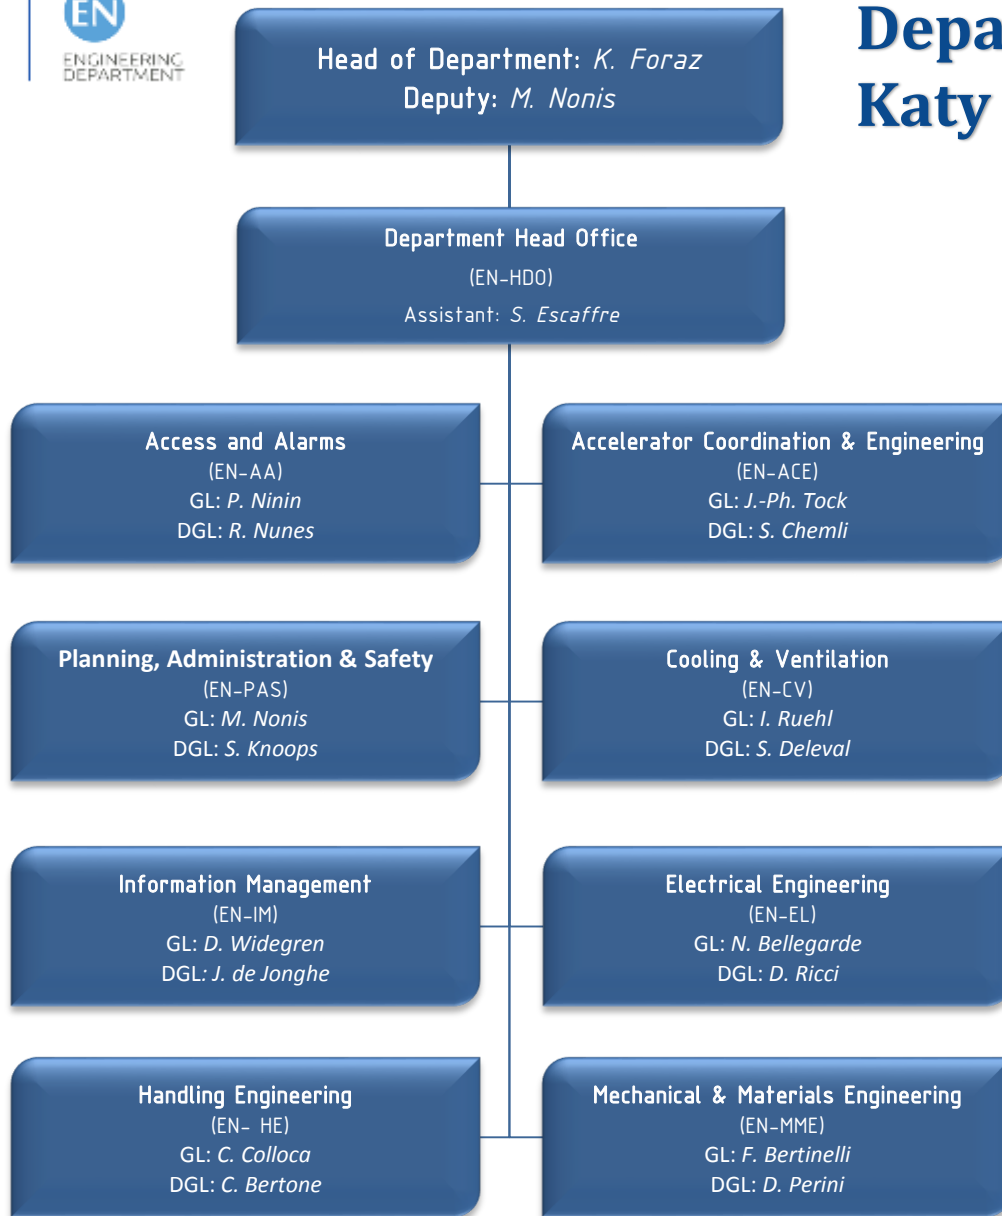 EN
ENGINEERING
DEPARTMENT
Katy
Head of Department: K. Foraz
Deputy: M. Nonis
Department Head Office
(EN-HDO)
Assistant: S. Escaffre
Access and Alarms
(EN-AA)
GL: P. Ninin
DGL: R. Nunes
Accelerator Coordination & Engineering
(EN-ACE)
GL: J.-Ph. Tock
DGL: S. Chemli
Planning, Administration & Safety
(EN-PAS)
GL: M. Nonis
DGL: S. Knoops
Cooling & Ventilation
(EN-CV)
GL: I. Ruehl
DGL: S. Deleval
Information Management
(EN-IM)
GL: D. Widegren
DGL: J. de Jonghe
Electrical Engineering
(EN-EL)
GL: N. Bellegarde
DGL: D. Ricci
Handling Engineering
(EN- HE)
GL: C. Colloca
DGL: C. Bertone
Mechanical & Materials Engineering
(EN-MME)
GL: F. Bertinelli
DGL: D. Perini